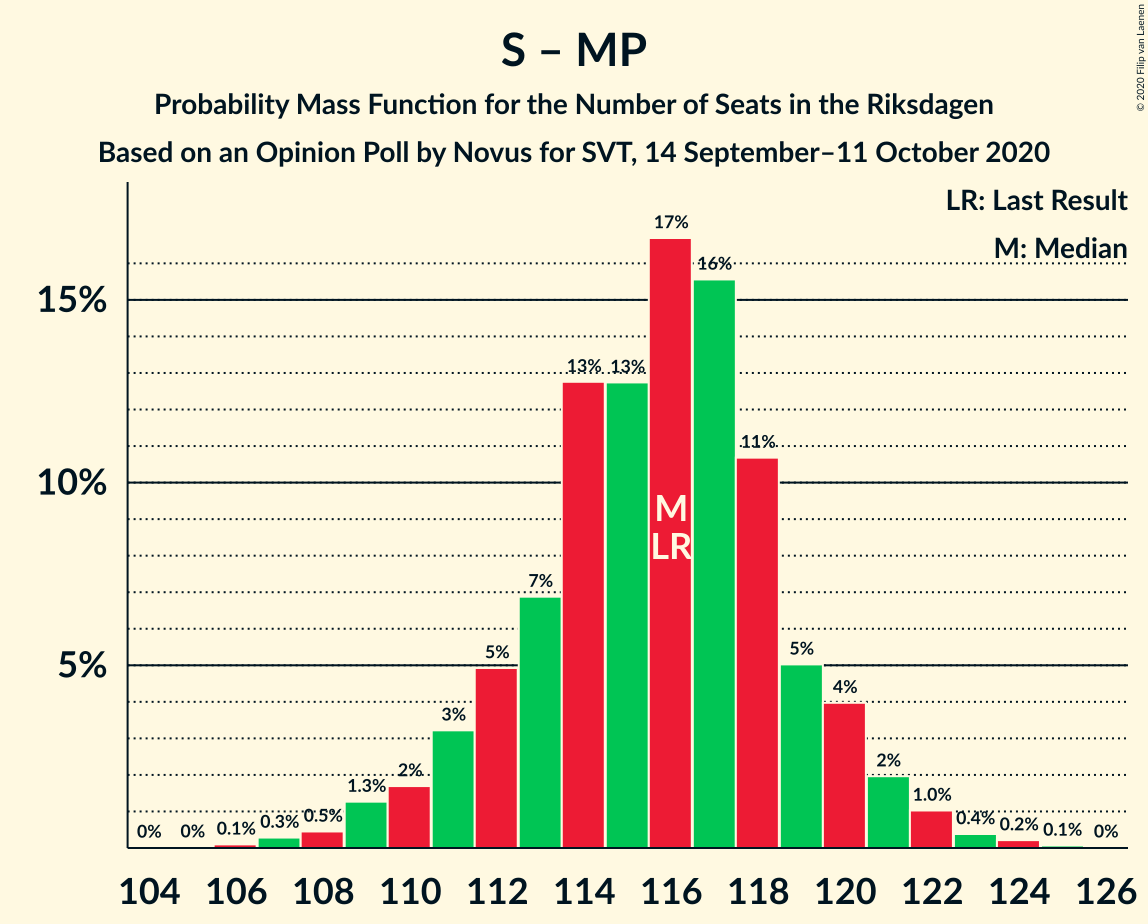 S – MP
Probability Mass Function for the Number of Seats in the Riksdagen
Based on an Opinion Poll by Novus for SVT, 14 September–11 October 2020
© 2020 Filip van Laenen
LR: Last Result
M: Median
15%
10%
5%
0% 0% 0.1% 0.3% 0.5% 1.3% 2% 3% 5% 7% 13% 13% 17% 16% 11% 5% 4% 2% 1.0% 0.4% 0.2% 0.1% 0%
M
LR
104 106 108 110 112 114 116 118 120 122 124 126